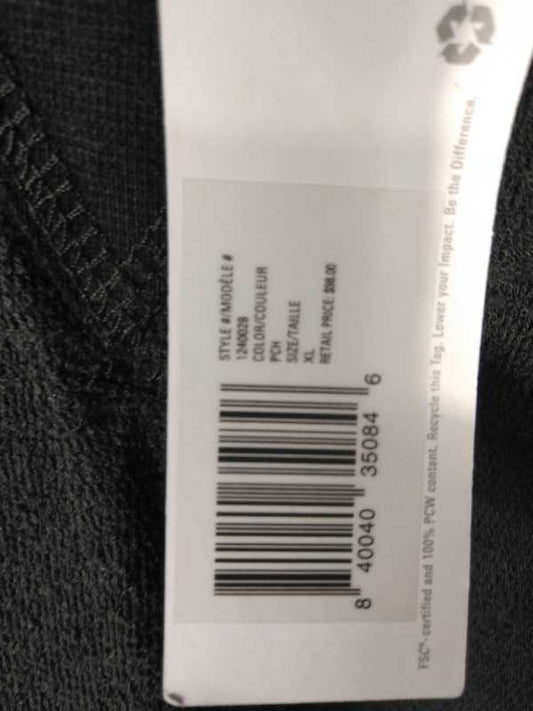 STYLE #/MODÈLE #
1240028
COLOR/COULEUR
PCH
SIZE/TAILLE
XL
RETAIL PRICE: $98.00
8 40040 35084 6
FSC®-certified and 100% PCW content. Recycle this Tag. Lower your Impact. Be the Difference.